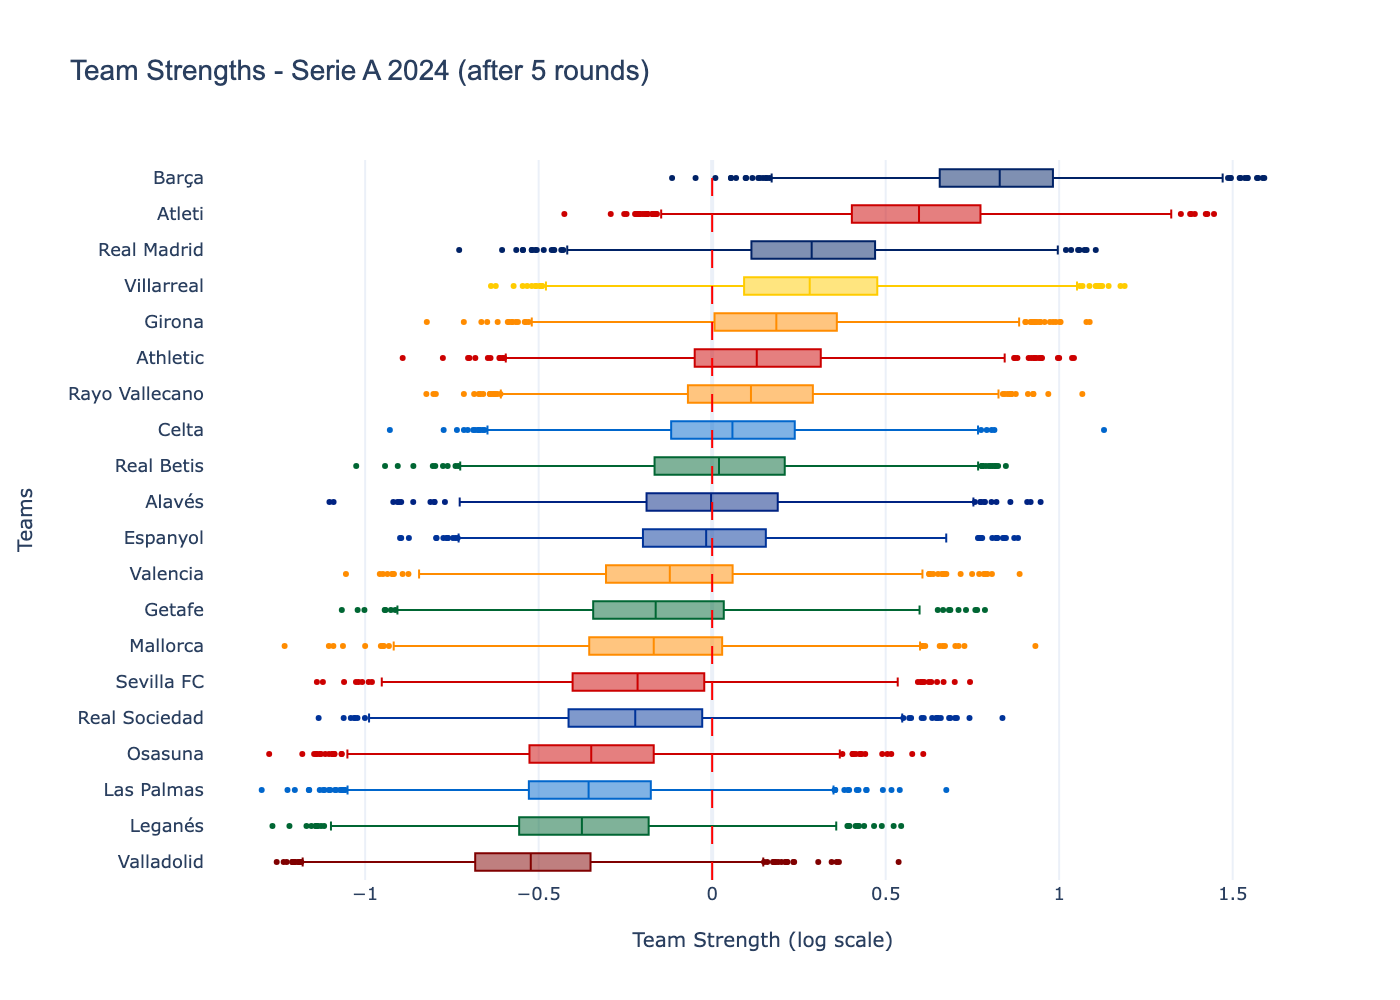 Team Strengths - Serie A 2024 (after 5 rounds)
Teams
Barça
Atleti
Real Madrid
Villarreal
Girona
Athletic
Rayo Vallecano
Celta
Real Betis
Alavés
Espanyol
Valencia
Getafe
Mallorca
Sevilla FC
Real Sociedad
Osasuna
Las Palmas
Leganés
Valladolid
−1 −0.5 0 0.5 1 1.5
Team Strength (log scale)